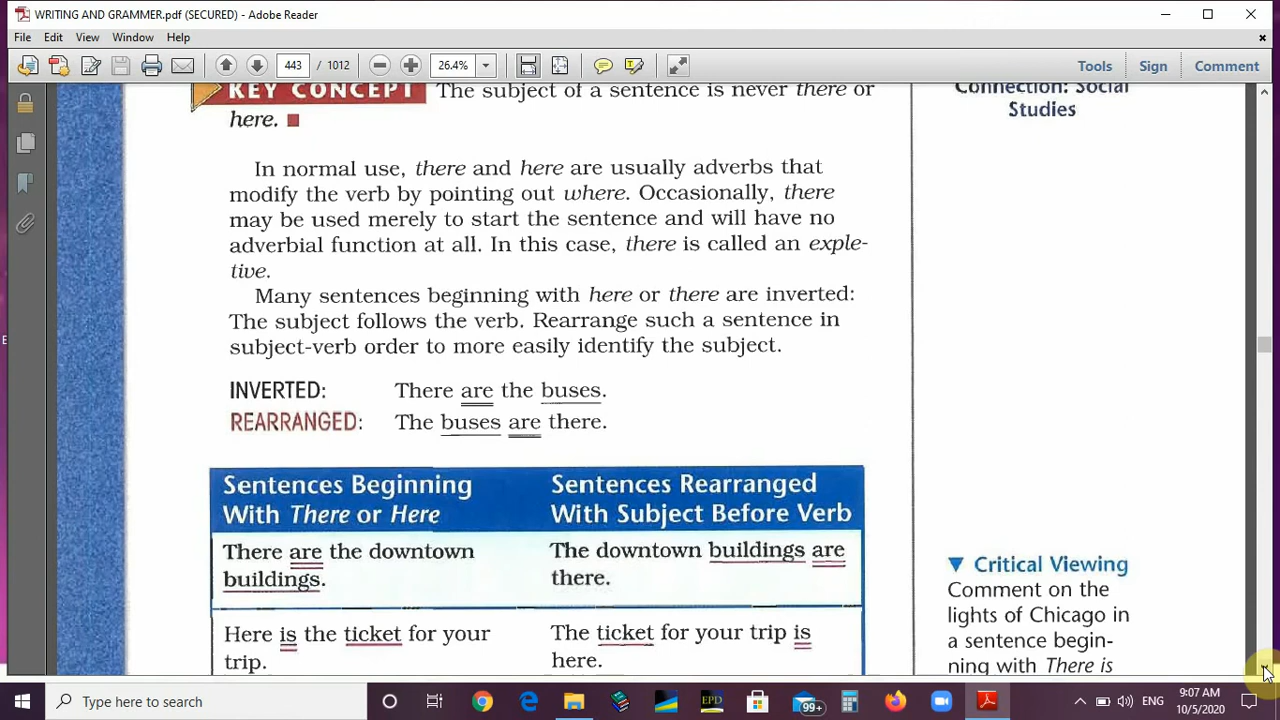 WRITING AND GRAMMER.pdf (SECURED) - Adobe Reader
File Edit View Window Help
443 / 1012 26.4% Tools Sign Comment
KEY CONCEPT The subject of a sentence is never there or
here.
In normal use, there and here are usually adverbs that
modify the verb by pointing out where. Occasionally, there
may be used merely to start the sentence and will have no
adverbial function at all. In this case, there is called an exple-
tive.
Many sentences beginning with here or there are inverted:
The subject follows the verb. Rearrange such a sentence in
subject-verb order to more easily identify the subject.
INVERTED: There are the buses.
REARRANGED: The buses are there.
Sentences Beginning
With There or Here
Sentences Rearranged
With Subject Before Verb
There are the downtown
buildings.
The downtown buildings are
there.
Here is the ticket for your
trip.
The ticket for your trip is
here.
Connection: Social
Studies
▼ Critical Viewing
Comment on the
lights of Chicago in
a sentence begin-
ning with There is
Type here to search
EPD
99+
ENG
9:07 AM
10/5/2020